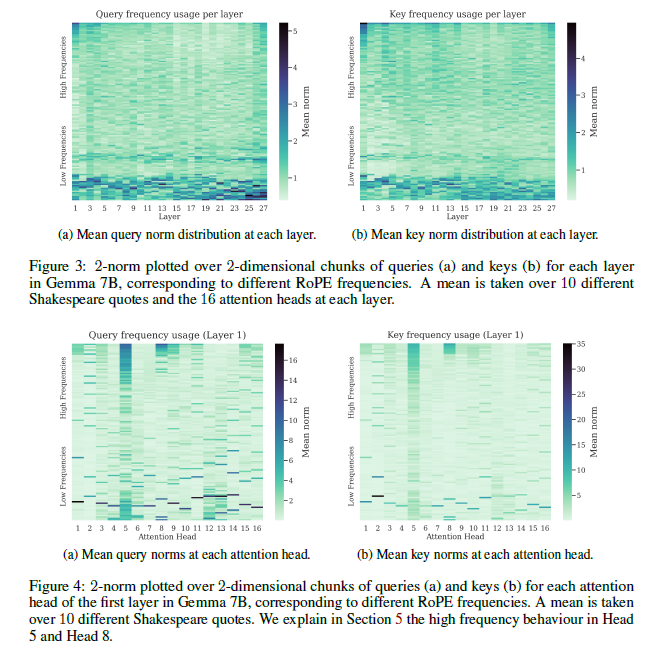 Query frequency usage per layer
High Frequencies
Low Frequencies
1 3 5 7 9 11 13 15 17 19 21 23 25 27
Layer
5
4
3
2
1
Mean norm
Key frequency usage per layer
High Frequencies
Low Frequencies
1 3 5 7 9 11 13 15 17 19 21 23 25 27
Layer
4
3
2
1
Mean norm
(a) Mean query norm distribution at each layer.
(b) Mean key norm distribution at each layer.
Figure 3: 2-norm plotted over 2-dimensional chunks of queries (a) and keys (b) for each layer
in Gemma 7B, corresponding to different RoPE frequencies. A mean is taken over 10 different
Shakespeare quotes and the 16 attention heads at each layer.
Query frequency usage (Layer 1)
High Frequencies
Low Frequencies
1 2 3 4 5 6 7 8 9 10 11 12 13 14 15 16
Attention Head
16
14
12
10
8
6
4
2
Mean norm
Key frequency usage (Layer 1)
High Frequencies
Low Frequencies
1 2 3 4 5 6 7 8 9 10 11 12 13 14 15 16
Attention Head
35
30
25
20
15
10
5
Mean norm
(a) Mean query norms at each attention head.
(b) Mean key norms at each attention head.
Figure 4: 2-norm plotted over 2-dimensional chunks of queries (a) and keys (b) for each attention
head of the first layer in Gemma 7B, corresponding to different RoPE frequencies. A mean is taken
over 10 different Shakespeare quotes. We explain in Section 5 the high frequency behaviour in Head
5 and Head 8.